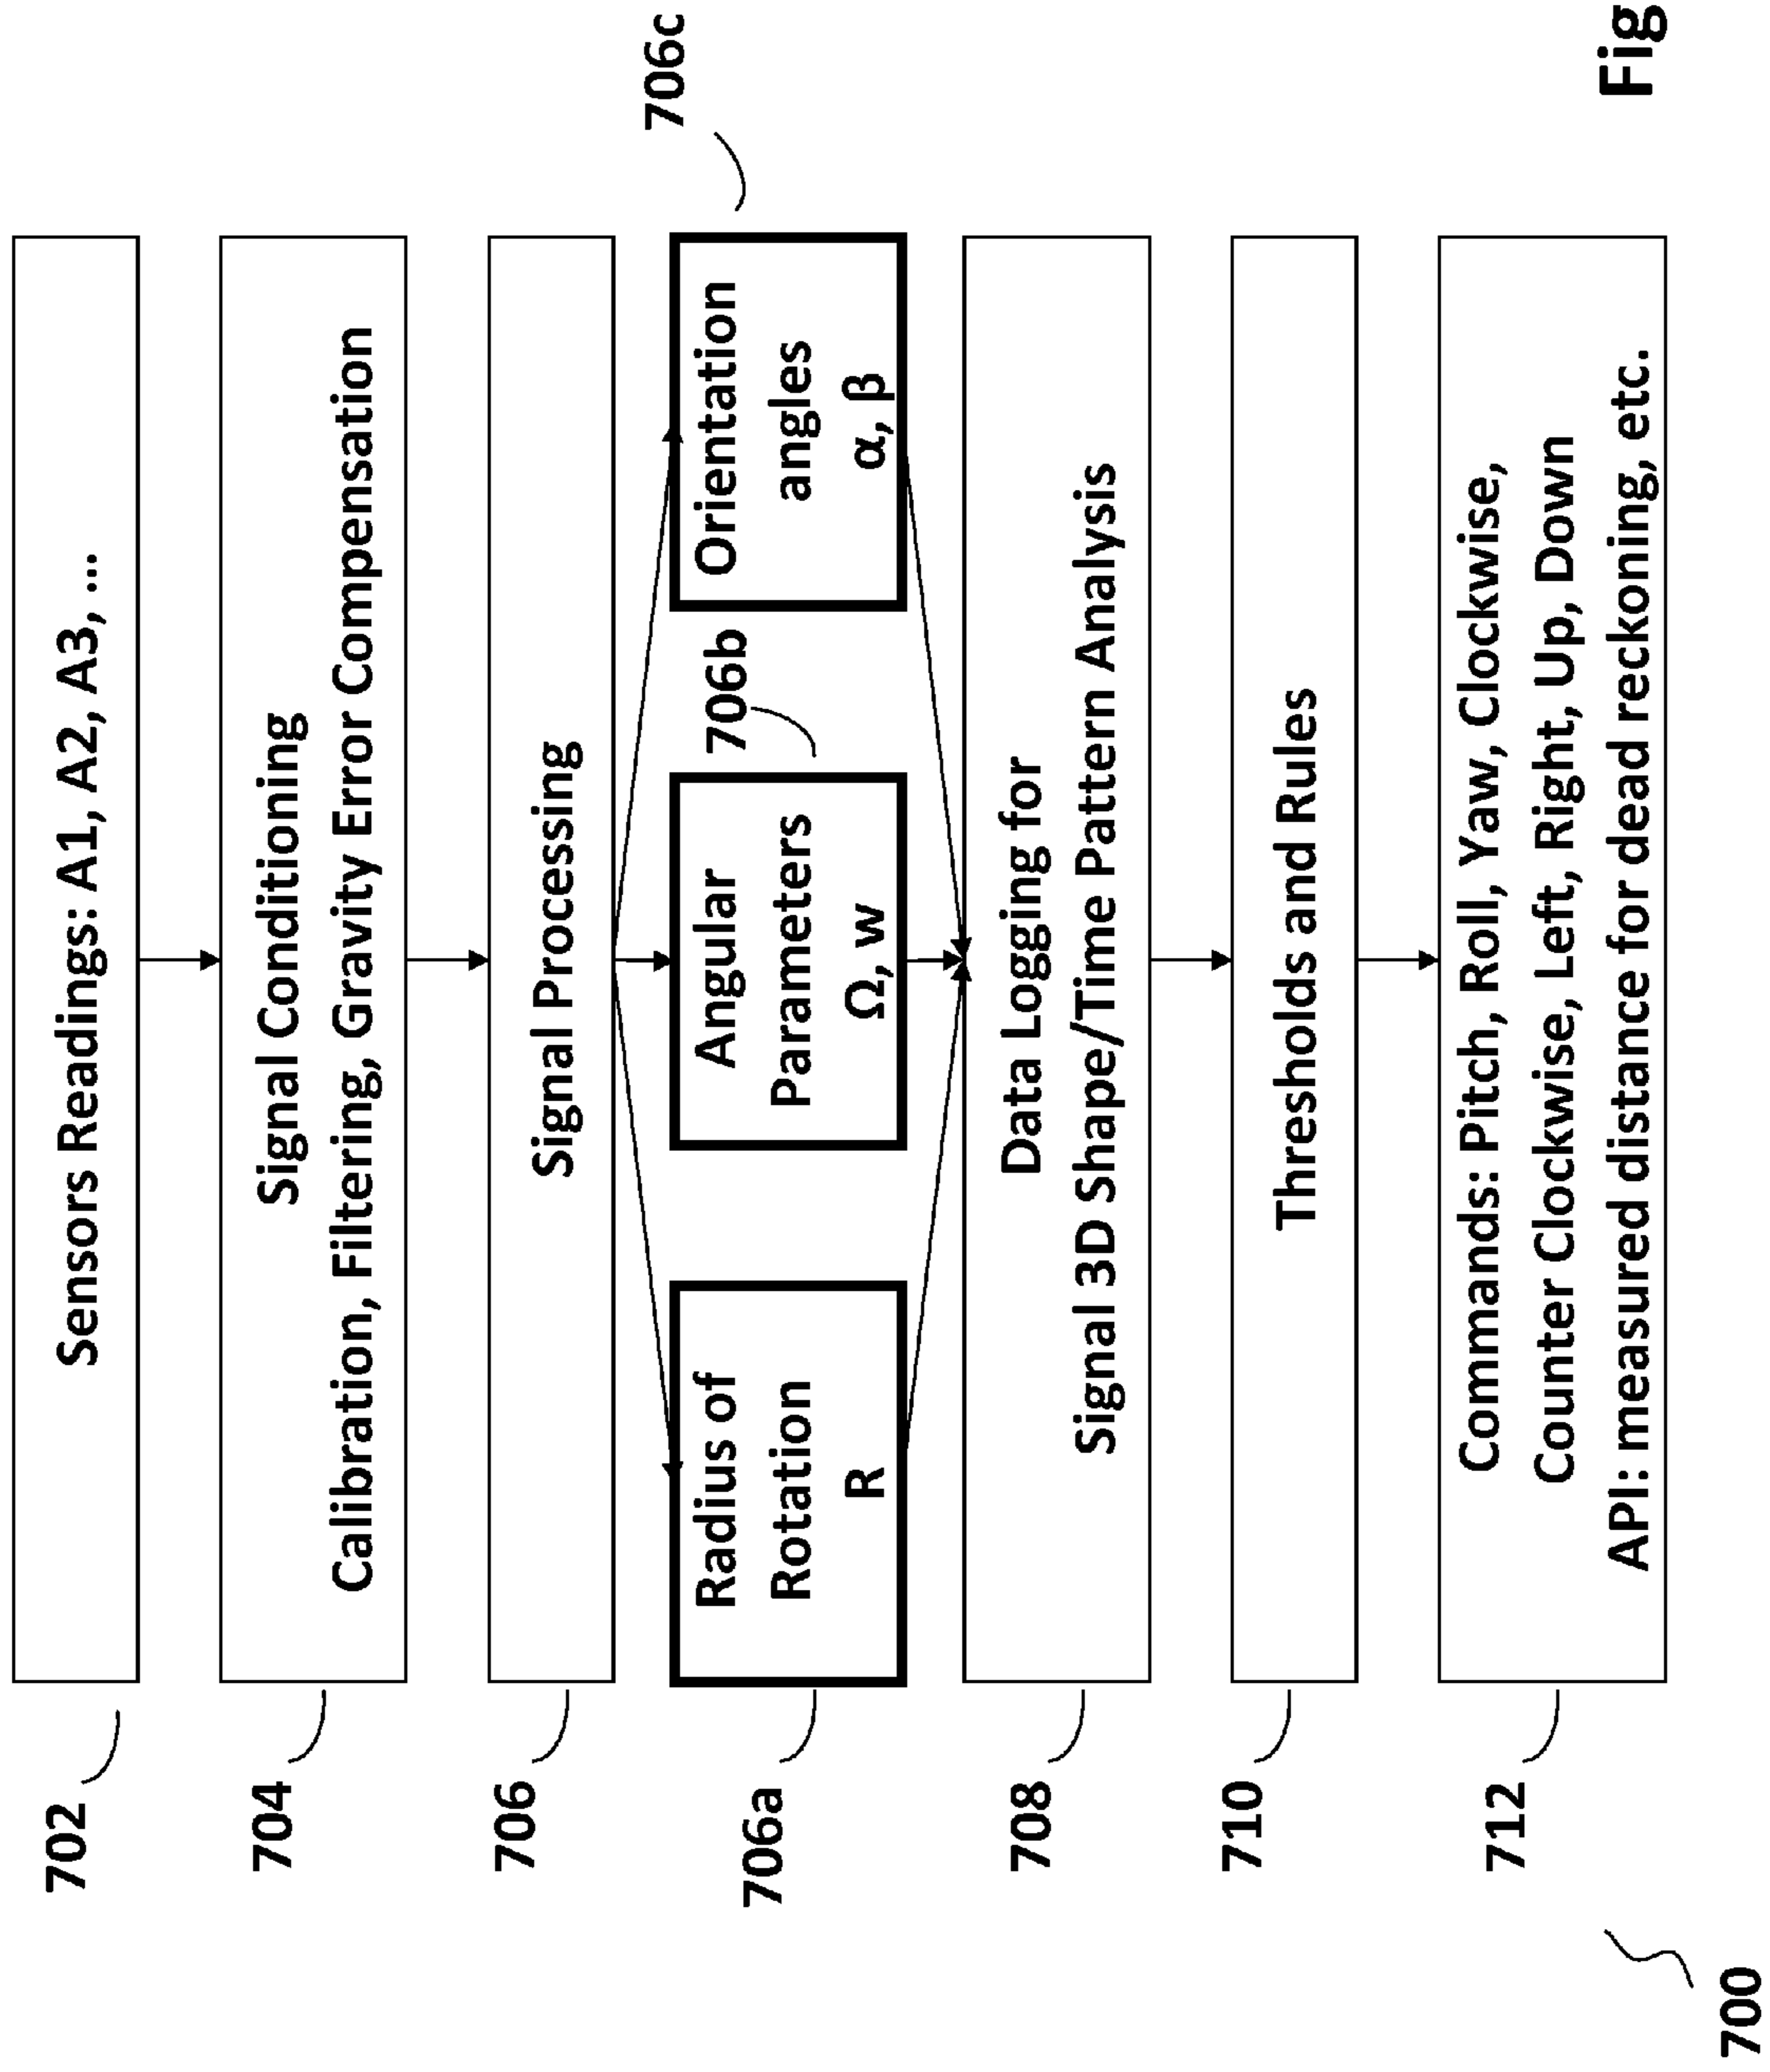 702
Sensors Readings: A1, A2, A3, ...
704
Signal Conditioning
Calibration, Filtering, Gravity Error Compensation
706
Signal Processing
706a
Radius of
Rotation
R
706b
Angular
Parameters
Ω, w
706c
Orientation
angles
α, β
708
Data Logging for
Signal 3D Shape/Time Pattern Analysis
710
Thresholds and Rules
712
Commands: Pitch, Roll, Yaw, Clockwise,
Counter Clockwise, Left, Right, Up, Down
API: measured distance for dead reckoning, etc.
700
Fig